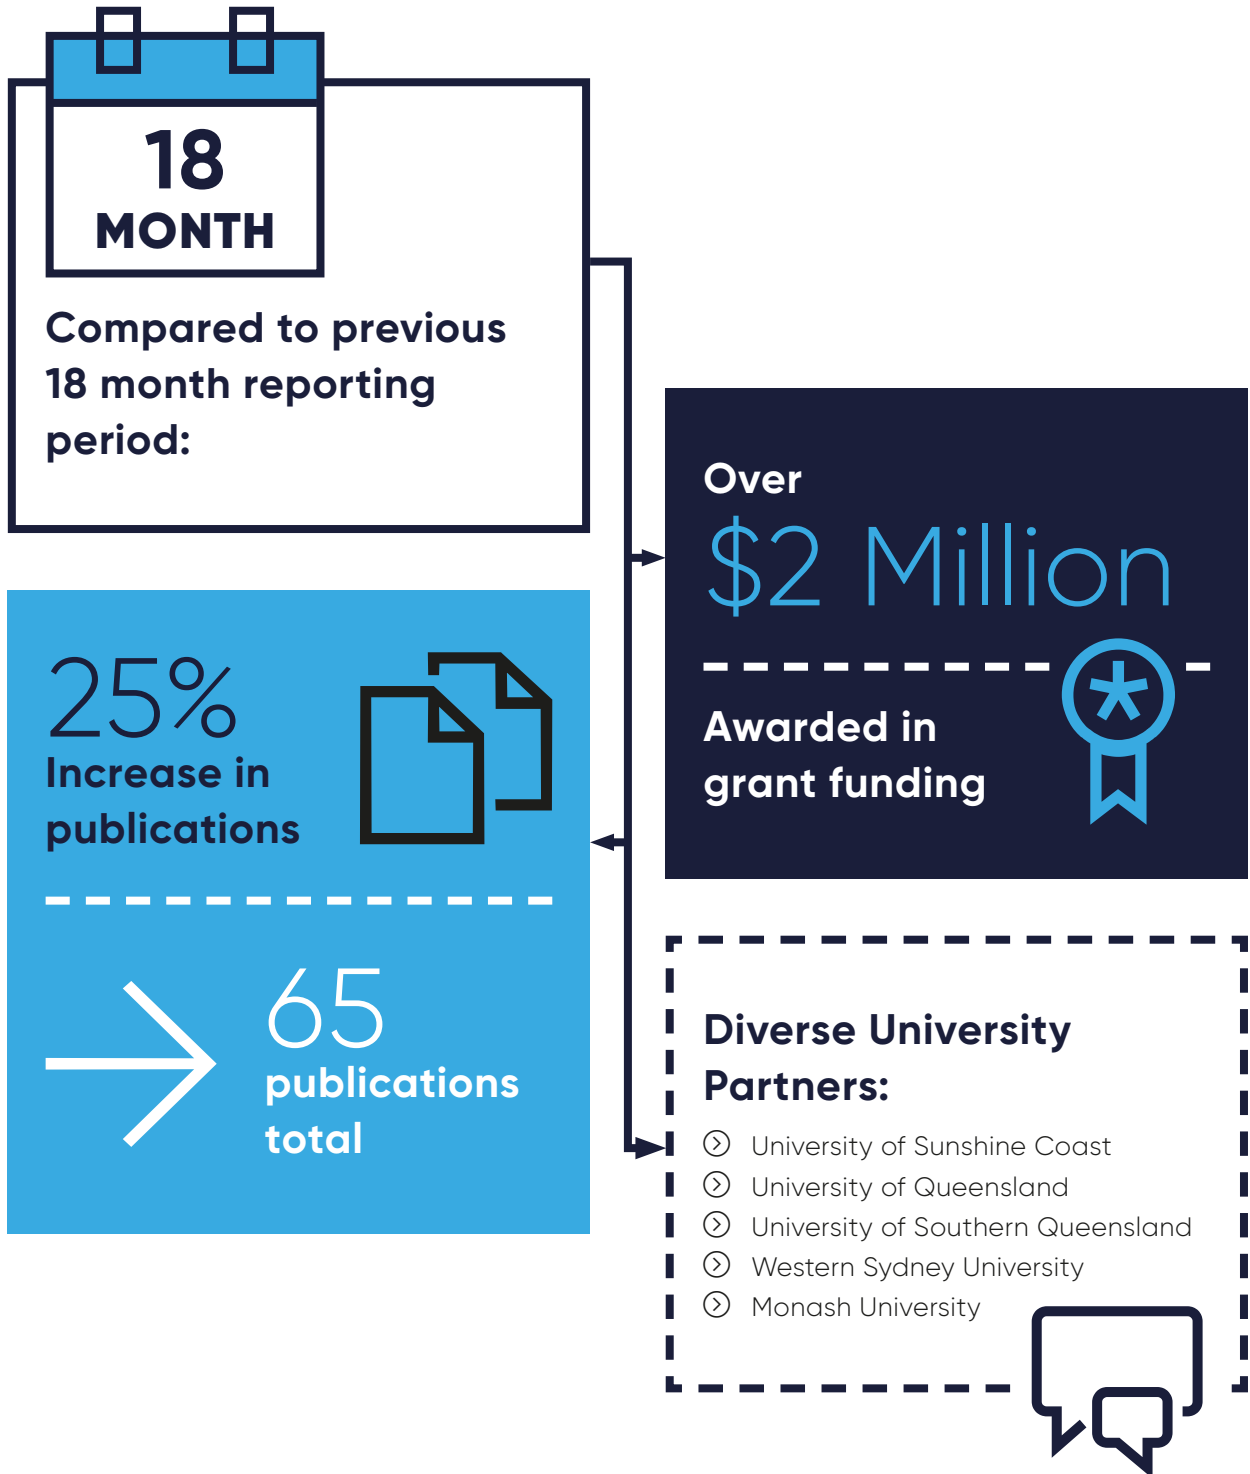 18
MONTH
Compared to previous
18 month reporting
period:
Over
$2 Million
Awarded in
grant funding
25%
Increase in
publications
65
publications
total
Diverse University
Partners:
University of Sunshine Coast
University of Queensland
University of Southern Queensland
Western Sydney University
Monash University